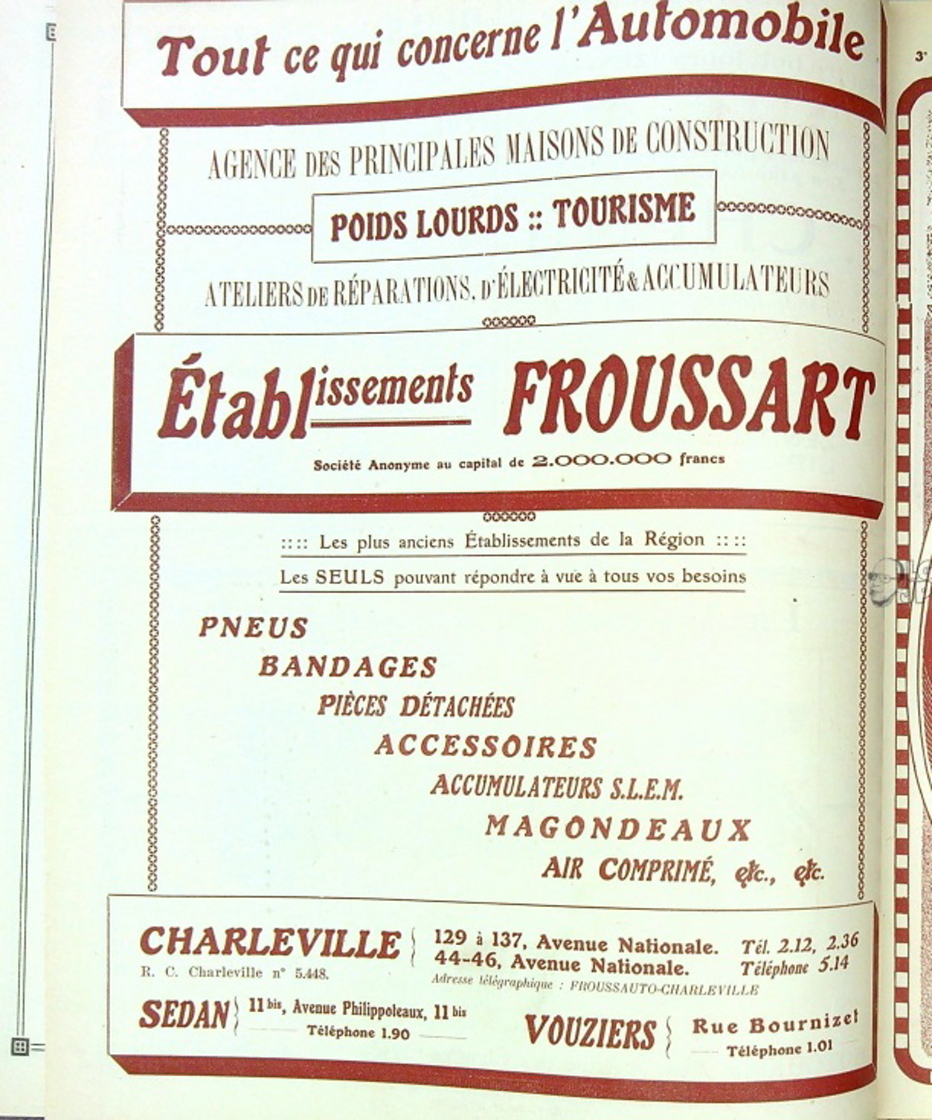 Tout ce qui concerne l'Automobile
AGENCE DES PRINCIPALES MAISONS DE CONSTRUCTION
POIDS LOURDS :: TOURISME
ATELIERS DE RÉPARATIONS, D'ÉLECTRICITÉ & ACCUMULATEURS
Établissements FROUSSART
Société Anonyme au capital de 2.000.000 francs
:::: Les plus anciens Établissements de la Région ::::
Les SEULS pouvant répondre à vue à tous vos besoins
PNEUS
BANDAGES
PIÈCES DÉTACHÉES
ACCESSOIRES
ACCUMULATEURS S.L.E.M.
MAGONDEAUX
AIR COMPRIMÉ, etc., etc.
CHARLEVILLE { 129 à 137, Avenue Nationale. Tél. 2.12, 2.36
44-46, Avenue Nationale. Téléphone 5.14
R. C. Charleville n° 5.448.
Adresse télégraphique : FROUSSAUTO-CHARLEVILLE
SEDAN } 11 bis, Avenue Philippoteaux, 11 bis
Téléphone 1.90
VOUZIERS { Rue Bournizet
Téléphone 1.01
3e